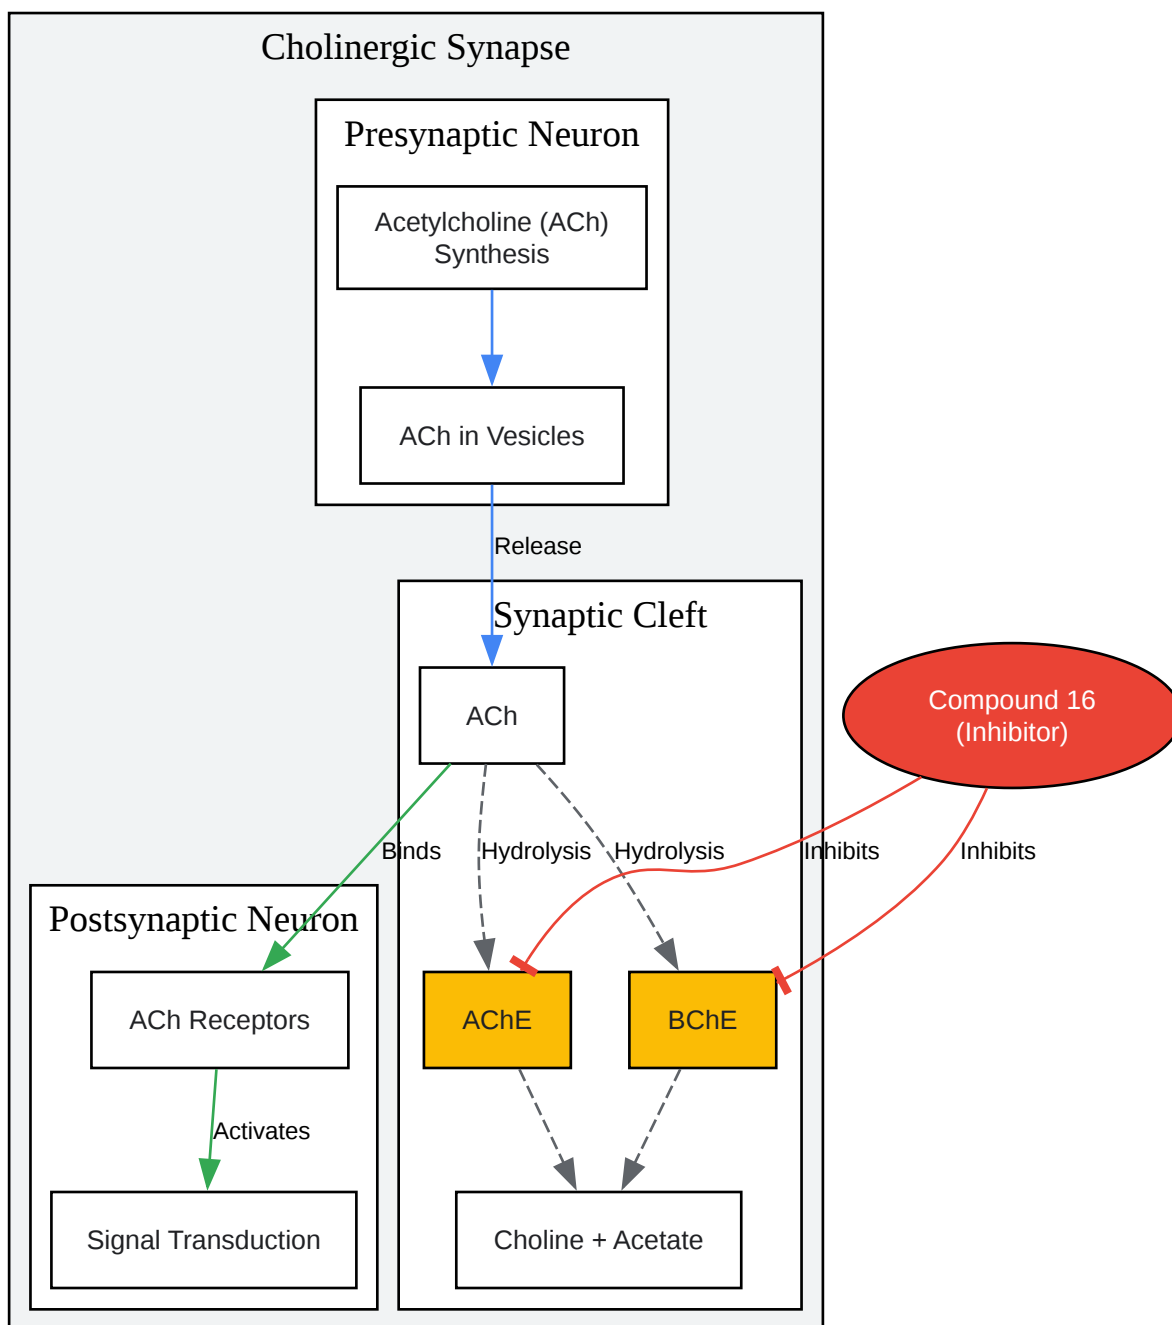 Cholinergic Synapse
Presynaptic Neuron
Acetylcholine (ACh)
Synthesis
ACh in Vesicles
Release
Synaptic Cleft
ACh
Compound 16
(Inhibitor)
Binds
Hydrolysis
Hydrolysis
Inhibits
Inhibits
Postsynaptic Neuron
ACh Receptors
AChE
BChE
Activates
Signal Transduction
Choline + Acetate